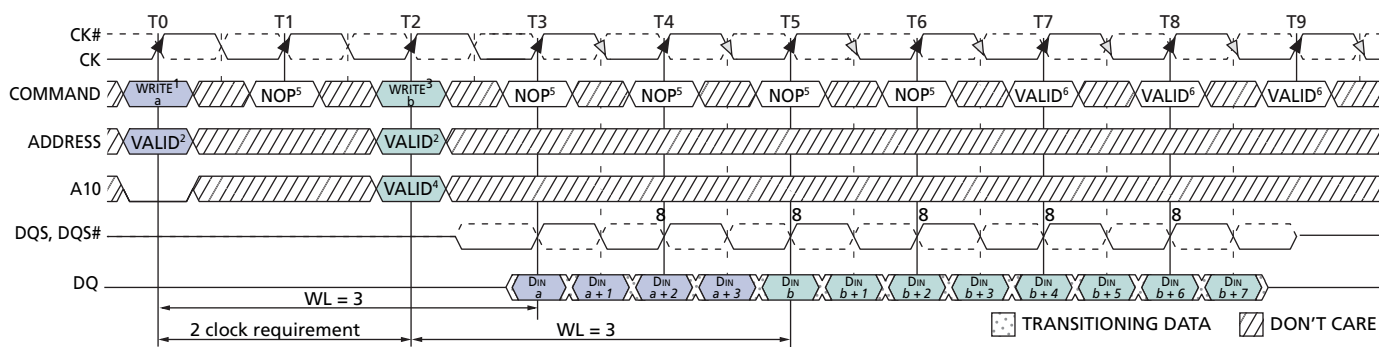 T0 T1 T2 T3 T4 T5 T6 T7 T8 T9
CK#
CK
COMMAND WRITE¹ a NOP⁵ WRITE³ b NOP⁵ NOP⁵ NOP⁵ NOP⁵ VALID⁶ VALID⁶ VALID⁶
ADDRESS VALID² VALID²
A10 VALID⁴
8 8 8 8 8
DQS, DQS#
DQ DIN a DIN a + 1 DIN a + 2 DIN a + 3 DIN b DIN b + 1 DIN b + 2 DIN b + 3 DIN b + 4 DIN b + 5 DIN b + 6 DIN b + 7
WL = 3
2 clock requirement WL = 3 TRANSITIONING DATA DON'T CARE